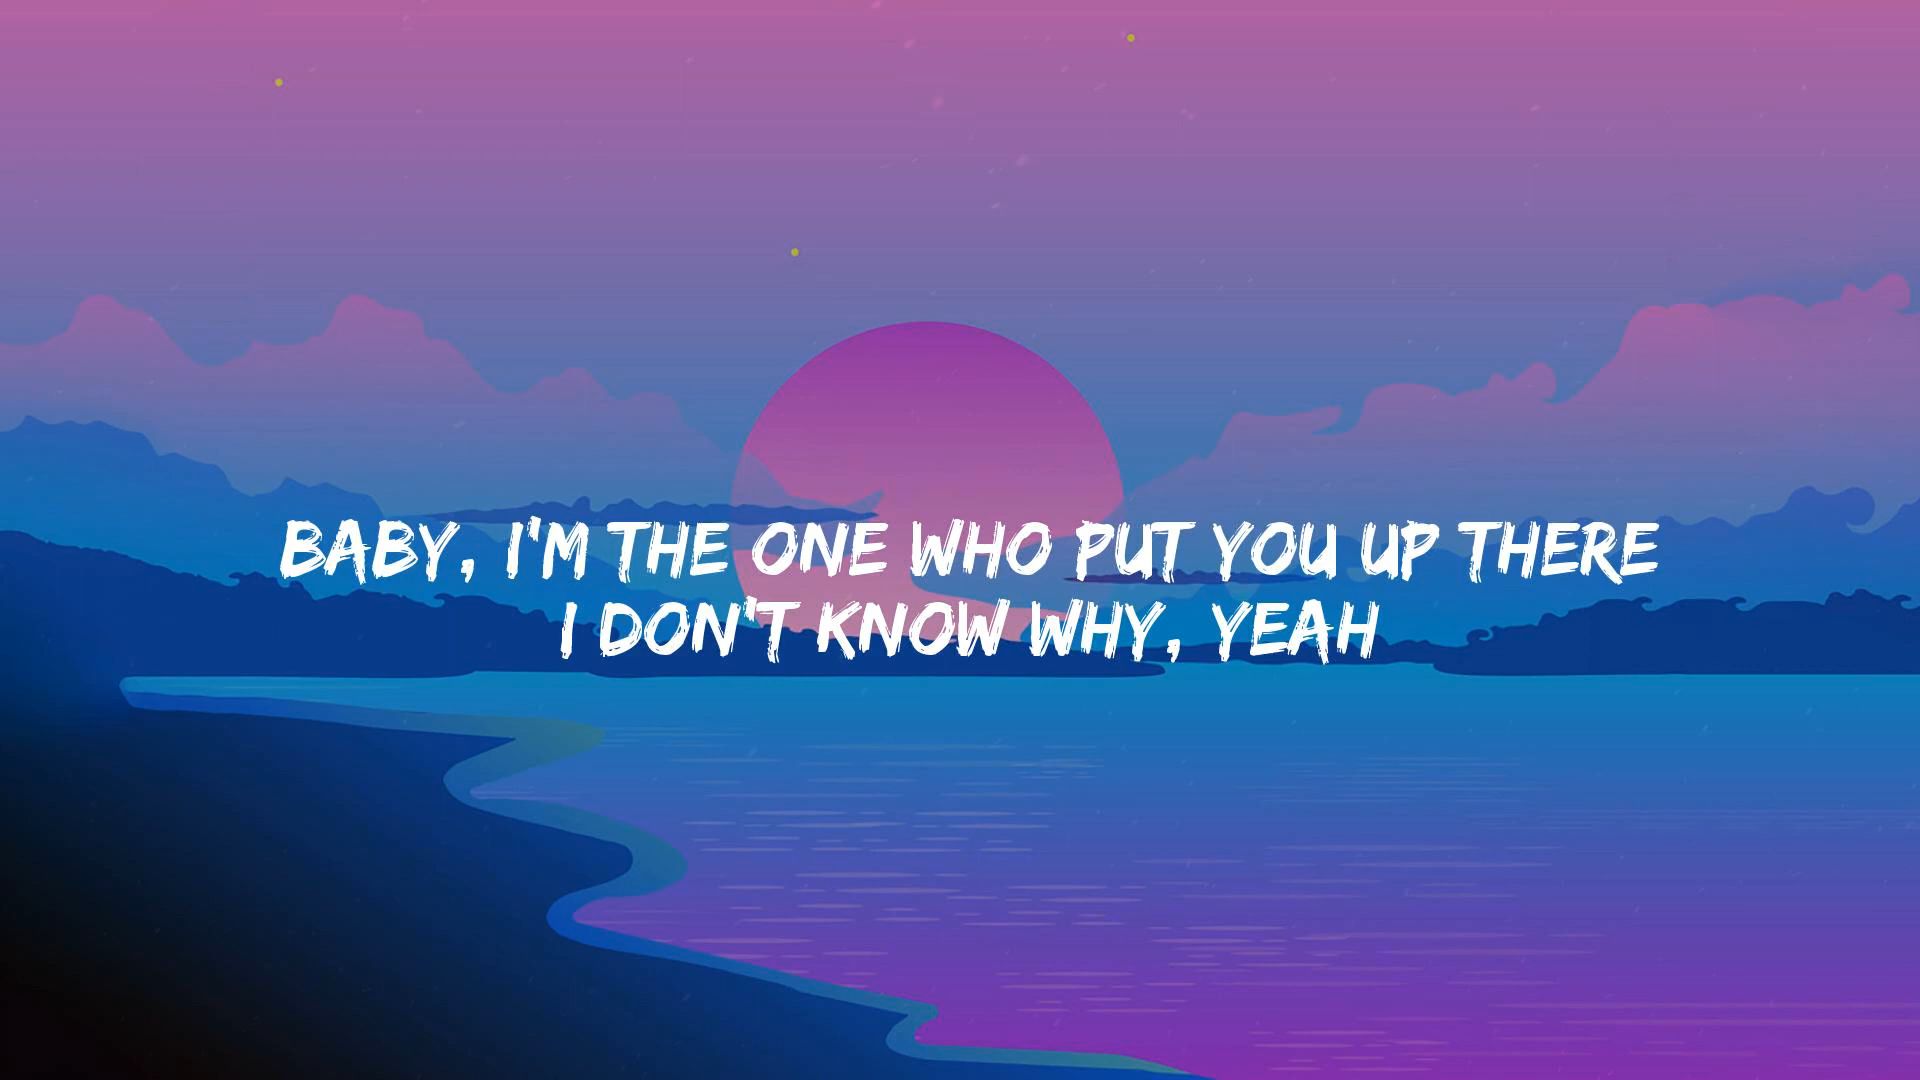 BABY, I'M THE ONE WHO PUT YOU UP THERE
I DON'T KNOW WHY, YEAH